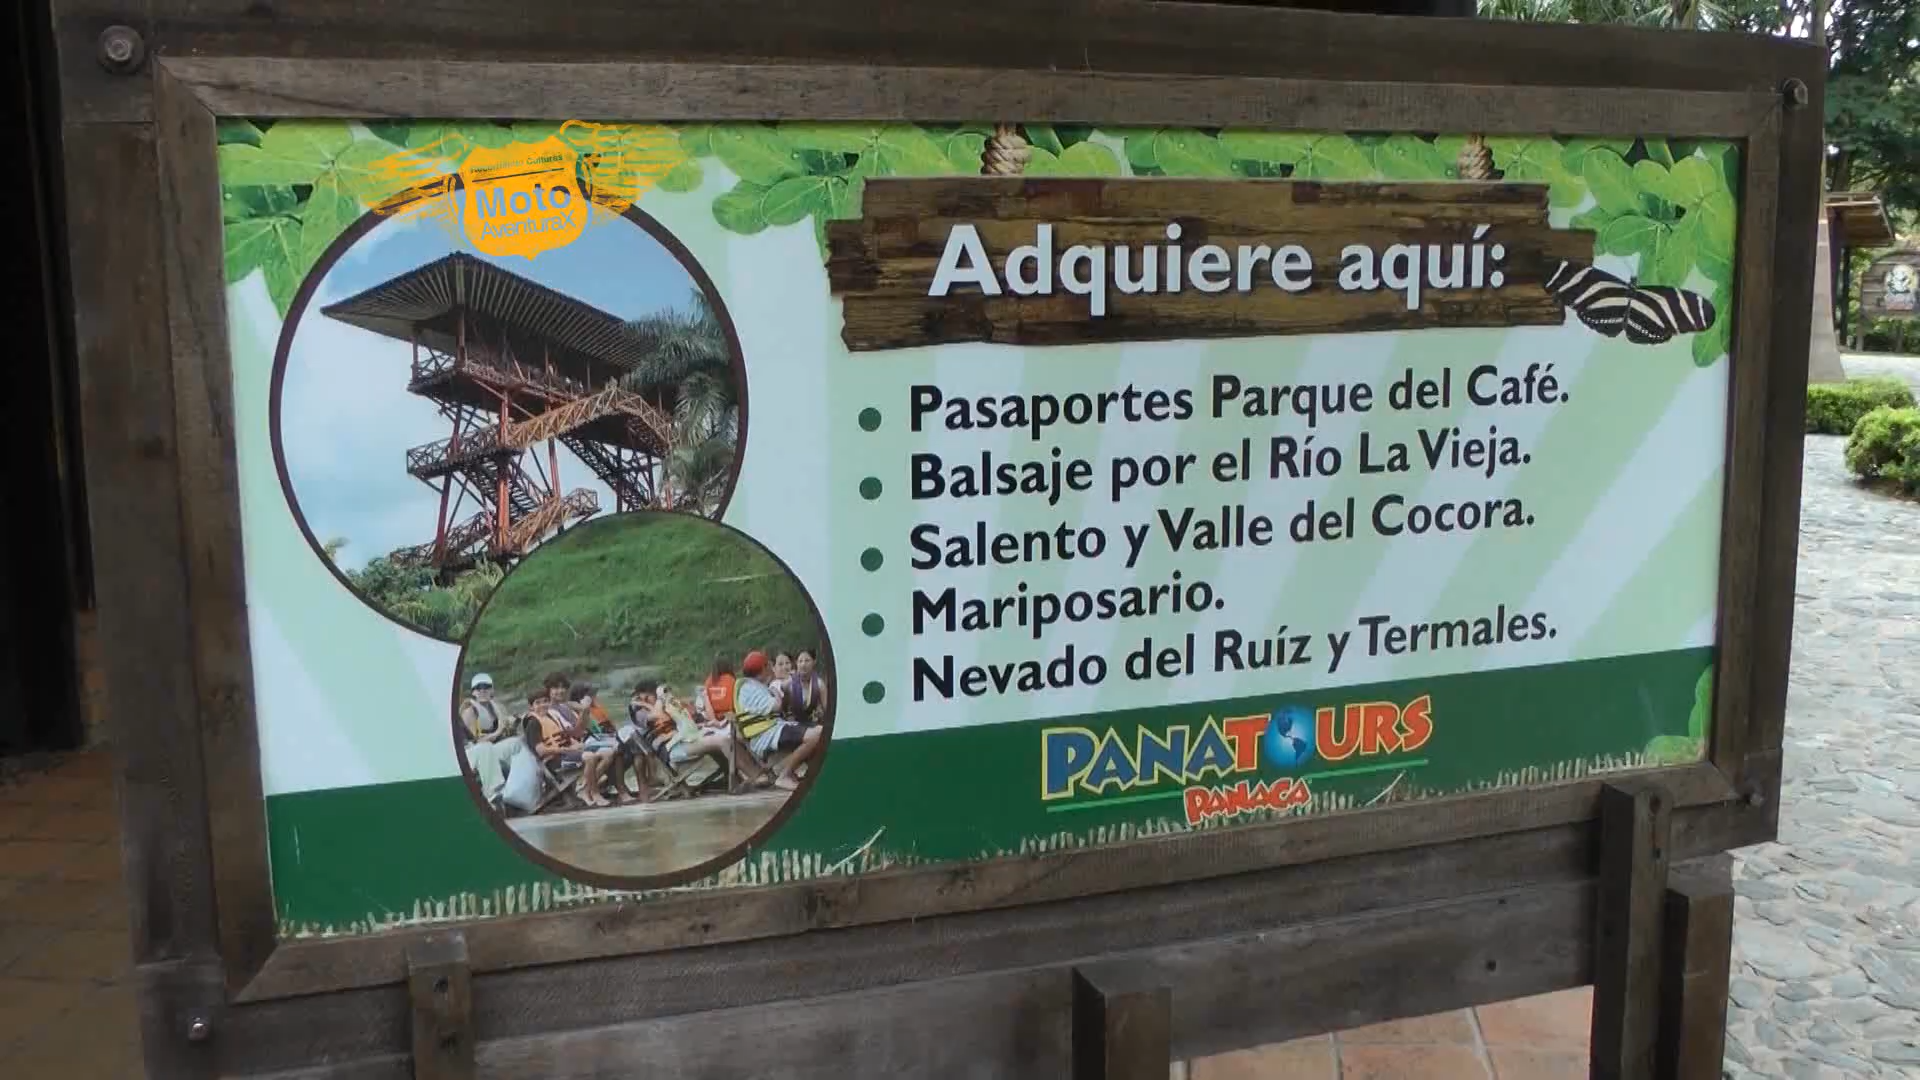 Moto
AventuraX
Adquiere aquí:
Pasaportes Parque del Café.
Balsaje por el Río La Vieja.
Salento y Valle del Cocora.
Mariposario.
Nevado del Ruíz y Termales.
PANATOURS
PANACA